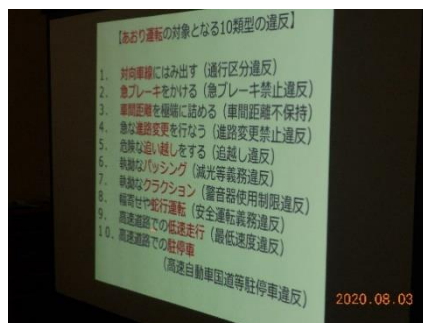 【あおり運転の対象となる10類型の違反】
1. 対向車線にはみ出す（通行区分違反）
2. 急ブレーキをかける（急ブレーキ禁止違反）
3. 車間距離を極端に詰める（車間距離不保持）
4. 急な進路変更を行なう（進路変更禁止違反）
5. 危険な追い越しをする（追越し違反）
6. 執拗なパッシング（減光等義務違反）
7. 執拗なクラクション（警音器使用制限違反）
8. 幅寄せや蛇行運転（安全運転義務違反）
9. 高速道路での低速走行（最低速度違反）
10. 高速道路での駐停車
（高速自動車国道等駐停車違反）
2020.08.03